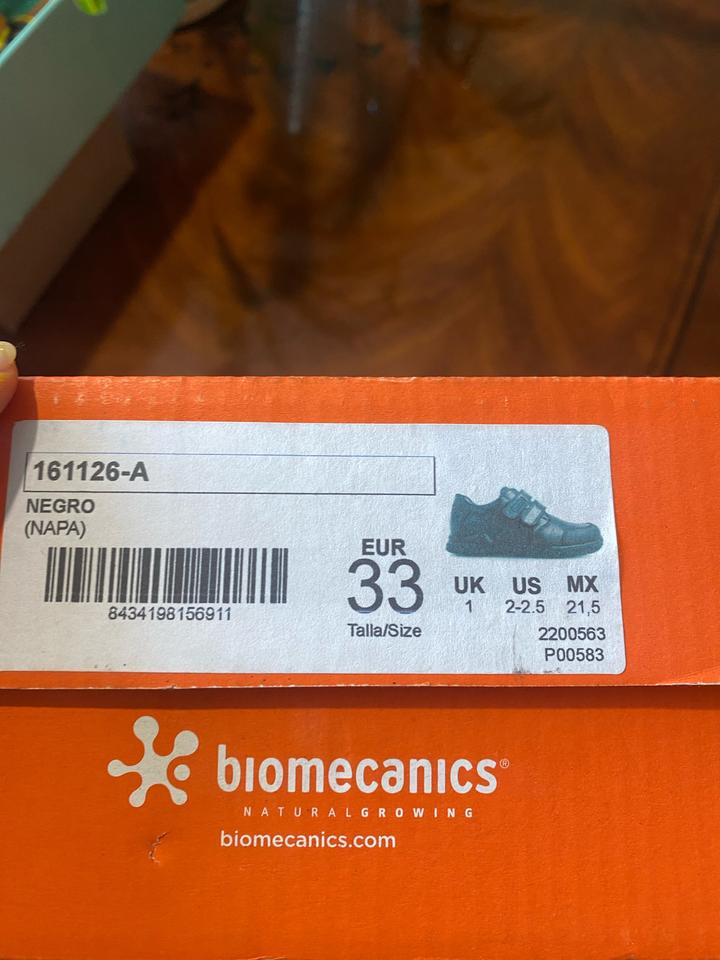 161126-A
NEGRO
(NAPA)
8434198156911
EUR
33
Talla/Size
UK US MX
1 2-2.5 21,5
2200563
P00583
biomecanics®
NATURALGROWING
biomecanics.com